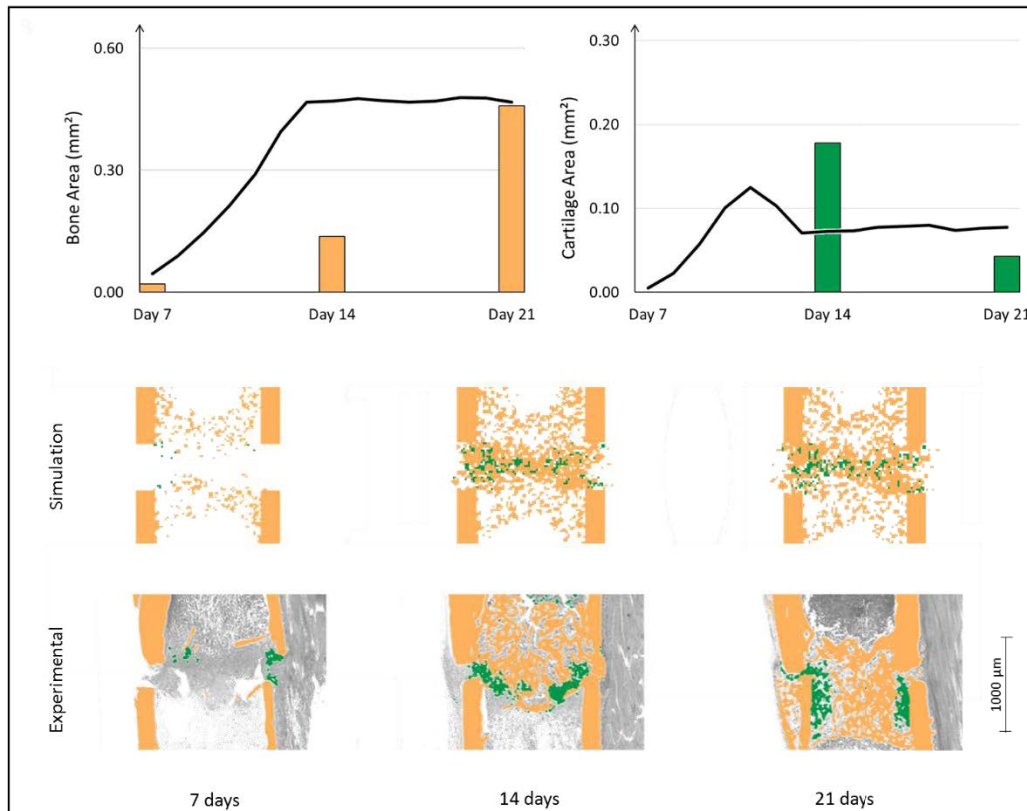 Bone Area (mm²)
0.60
0.30
0.00
Day 7
Day 14
Day 21
Cartilage Area (mm²)
0.30
0.20
0.10
0.00
Day 7
Day 14
Day 21
Simulation
Experimental
1000 µm
7 days
14 days
21 days